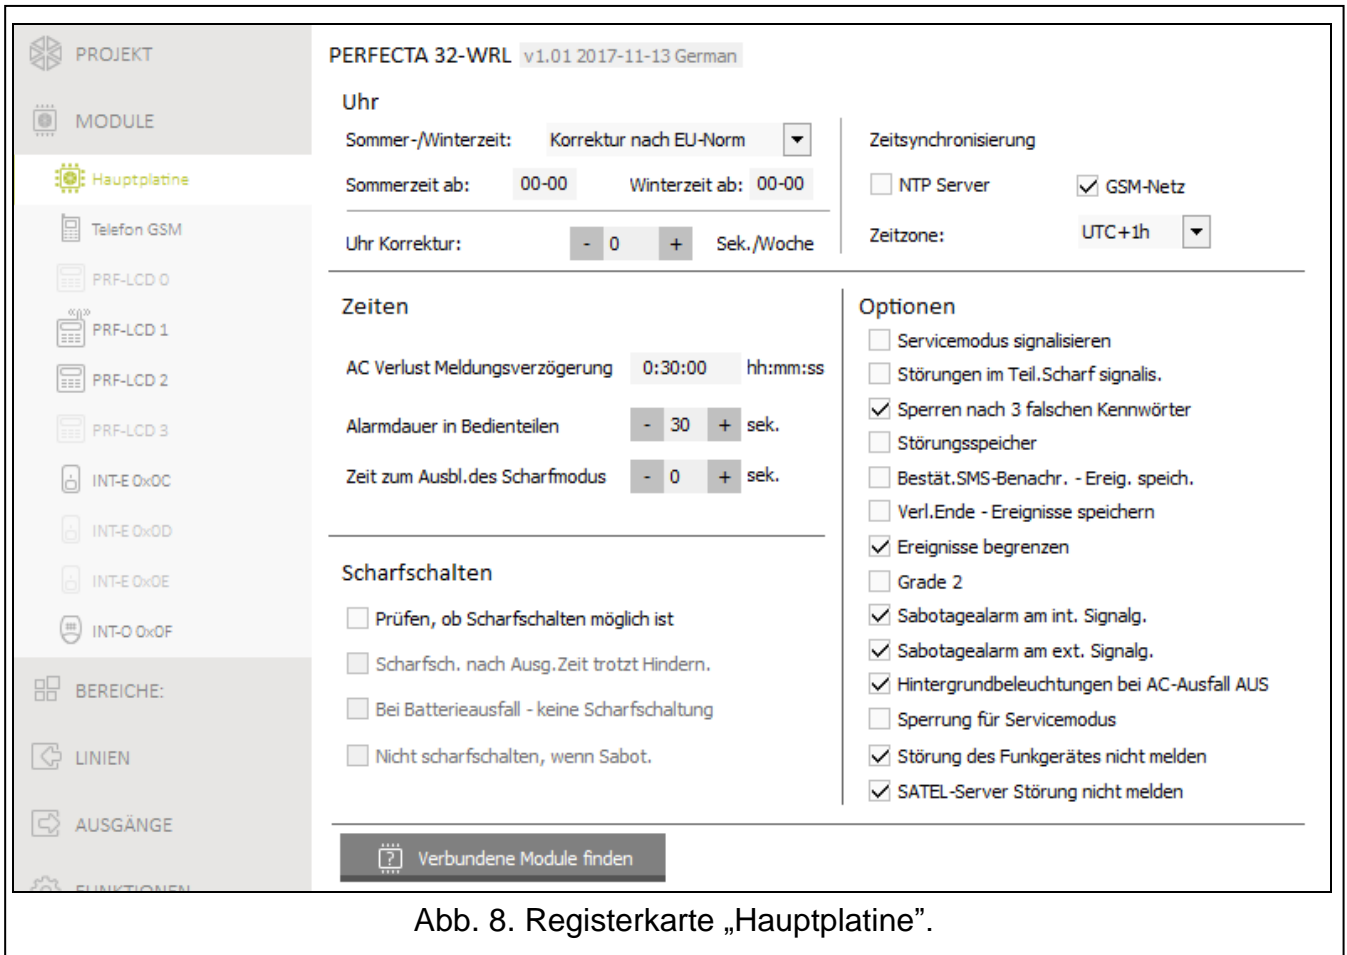 PROJEKT
MODULE
Hauptplatine
Telefon GSM
PRF-LCD 0
PRF-LCD 1
PRF-LCD 2
PRF-LCD 3
INT-E 0x0C
INT-E 0x0D
INT-E 0x0E
INT-O 0x0F
BEREICHE:
LINIEN
AUSGÄNGE
FUNKTIONEN
PERFECTA 32-WRL v1.01 2017-11-13 German
Uhr
Sommer-/Winterzeit: Korrektur nach EU-Norm
Sommerzeit ab: 00-00 Winterzeit ab: 00-00
Uhr Korrektur: - 0 + Sek./Woche
Zeitsynchronisierung
NTP Server GSM-Netz
Zeitzone: UTC+1h
Zeiten
AC Verlust Meldungsverzögerung 0:30:00 hh:mm:ss
Alarmdauer in Bedienteilen - 30 + sek.
Zeit zum Ausbl.des Scharfmodus - 0 + sek.
Scharfschalten
Prüfen, ob Scharfschalten möglich ist
Scharfsch. nach Ausg.Zeit trotzt Hindern.
Bei Batterieausfall - keine Scharfschaltung
Nicht scharfschalten, wenn Sabot.
Optionen
Servicemodus signalisieren
Störungen im Teil.Scharf signalis.
Sperren nach 3 falschen Kennwörter
Störungsspeicher
Bestät.SMS-Benachr. - Ereig. speich.
Verl.Ende - Ereignisse speichern
Ereignisse begrenzen
Grade 2
Sabotagealarm am int. Signalg.
Sabotagealarm am ext. Signalg.
Hintergrundbeleuchtungen bei AC-Ausfall AUS
Sperrung für Servicemodus
Störung des Funkgerätes nicht melden
SATEL-Server Störung nicht melden
Verbundene Module finden
Abb. 8. Registerkarte „Hauptplatine”.